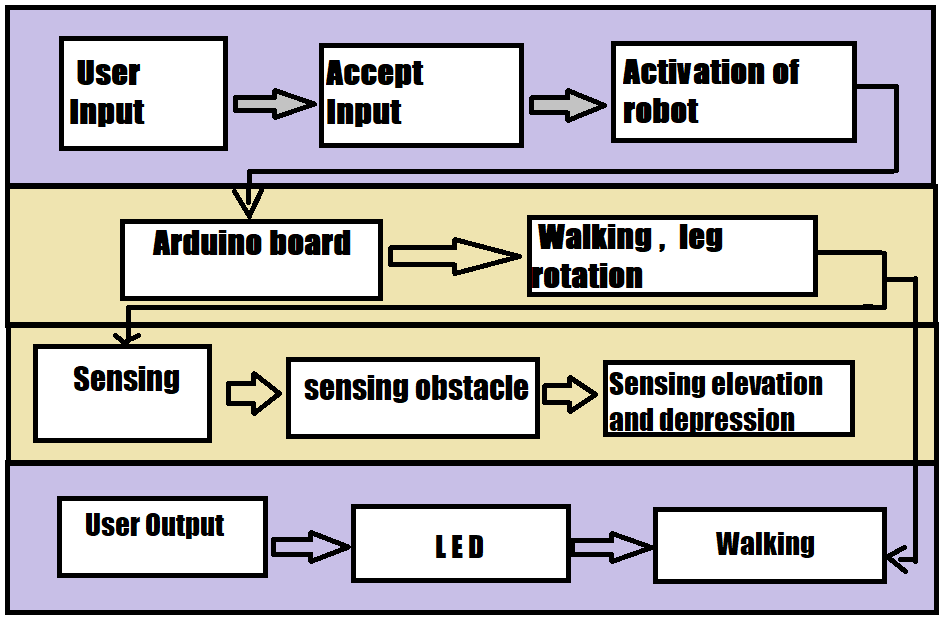 User
Input
Accept
Input
Activation of
robot
Arduino board
Walking , leg
rotation
Sensing
sensing obstacle
Sensing elevation
and depression
User Output
L E D
Walking